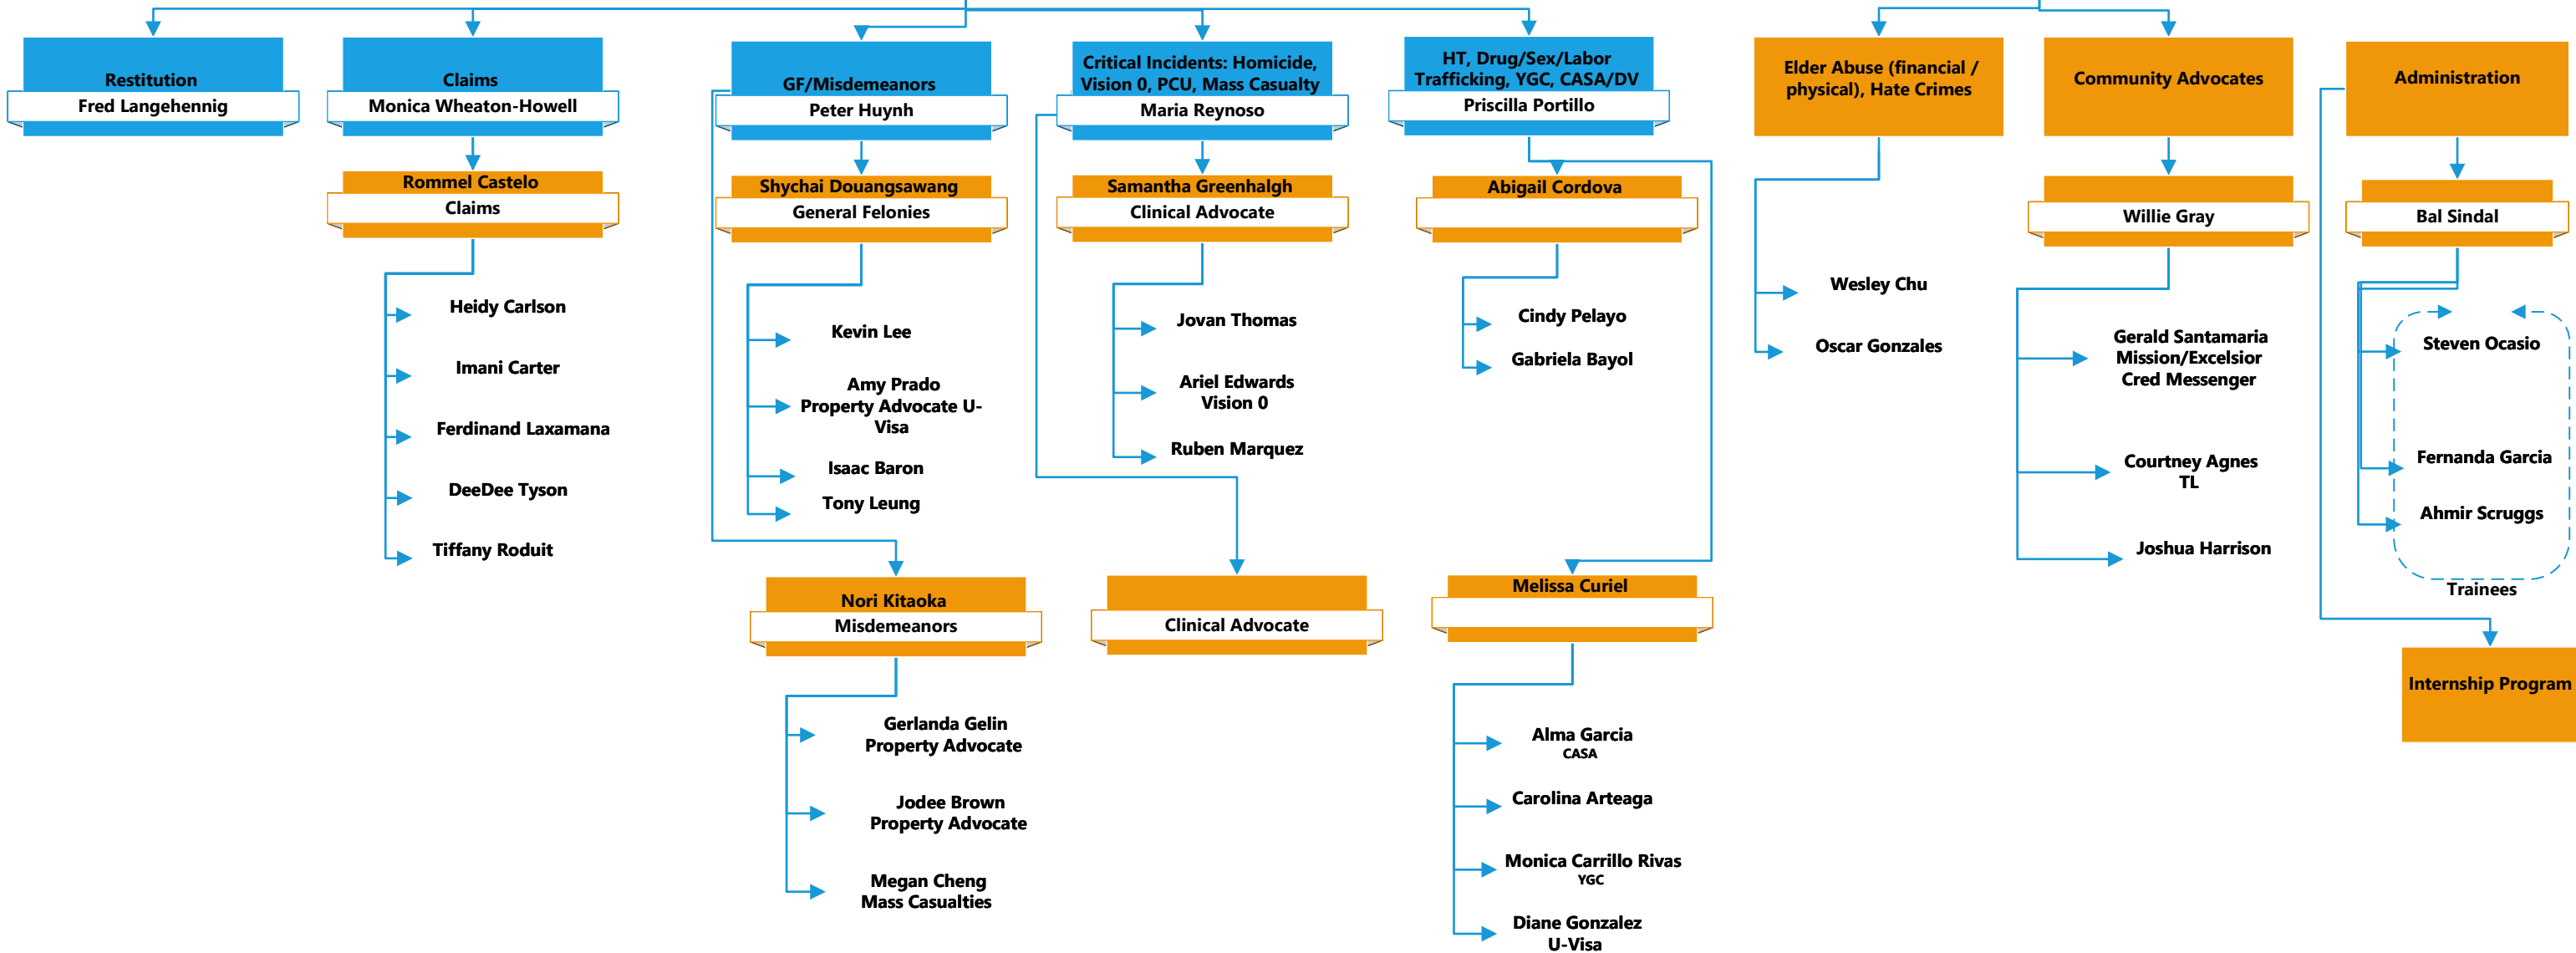 Restitution
Fred Langehennig
Claims
Monica Wheaton-Howell
Rommel Castelo
Claims
Heidy Carlson
Imani Carter
Ferdinand Laxamana
DeeDee Tyson
Tiffany Roduit
GF/Misdemeanors
Peter Huynh
Shychai Douangsawang
General Felonies
Kevin Lee
Amy Prado
Property Advocate U-
Visa
Isaac Baron
Tony Leung
Nori Kitaoka
Misdemeanors
Gerlanda Gelin
Property Advocate
Jodee Brown
Property Advocate
Megan Cheng
Mass Casualties
Critical Incidents: Homicide,
Vision 0, PCU, Mass Casualty
Maria Reynoso
Samantha Greenhalgh
Clinical Advocate
Jovan Thomas
Ariel Edwards
Vision 0
Ruben Marquez
Clinical Advocate
HT, Drug/Sex/Labor
Trafficking, YGC, CASA/DV
Priscilla Portillo
Abigail Cordova
Cindy Pelayo
Gabriela Bayol
Melissa Curiel
Alma Garcia
CASA
Carolina Arteaga
Monica Carrillo Rivas
YGC
Diane Gonzalez
U-Visa
Elder Abuse (financial /
physical), Hate Crimes
Wesley Chu
Oscar Gonzales
Community Advocates
Willie Gray
Gerald Santamaria
Mission/Excelsior
Cred Messenger
Courtney Agnes
TL
Joshua Harrison
Administration
Bal Sindal
Steven Ocasio
Fernanda Garcia
Ahmir Scruggs
Trainees
Internship Program